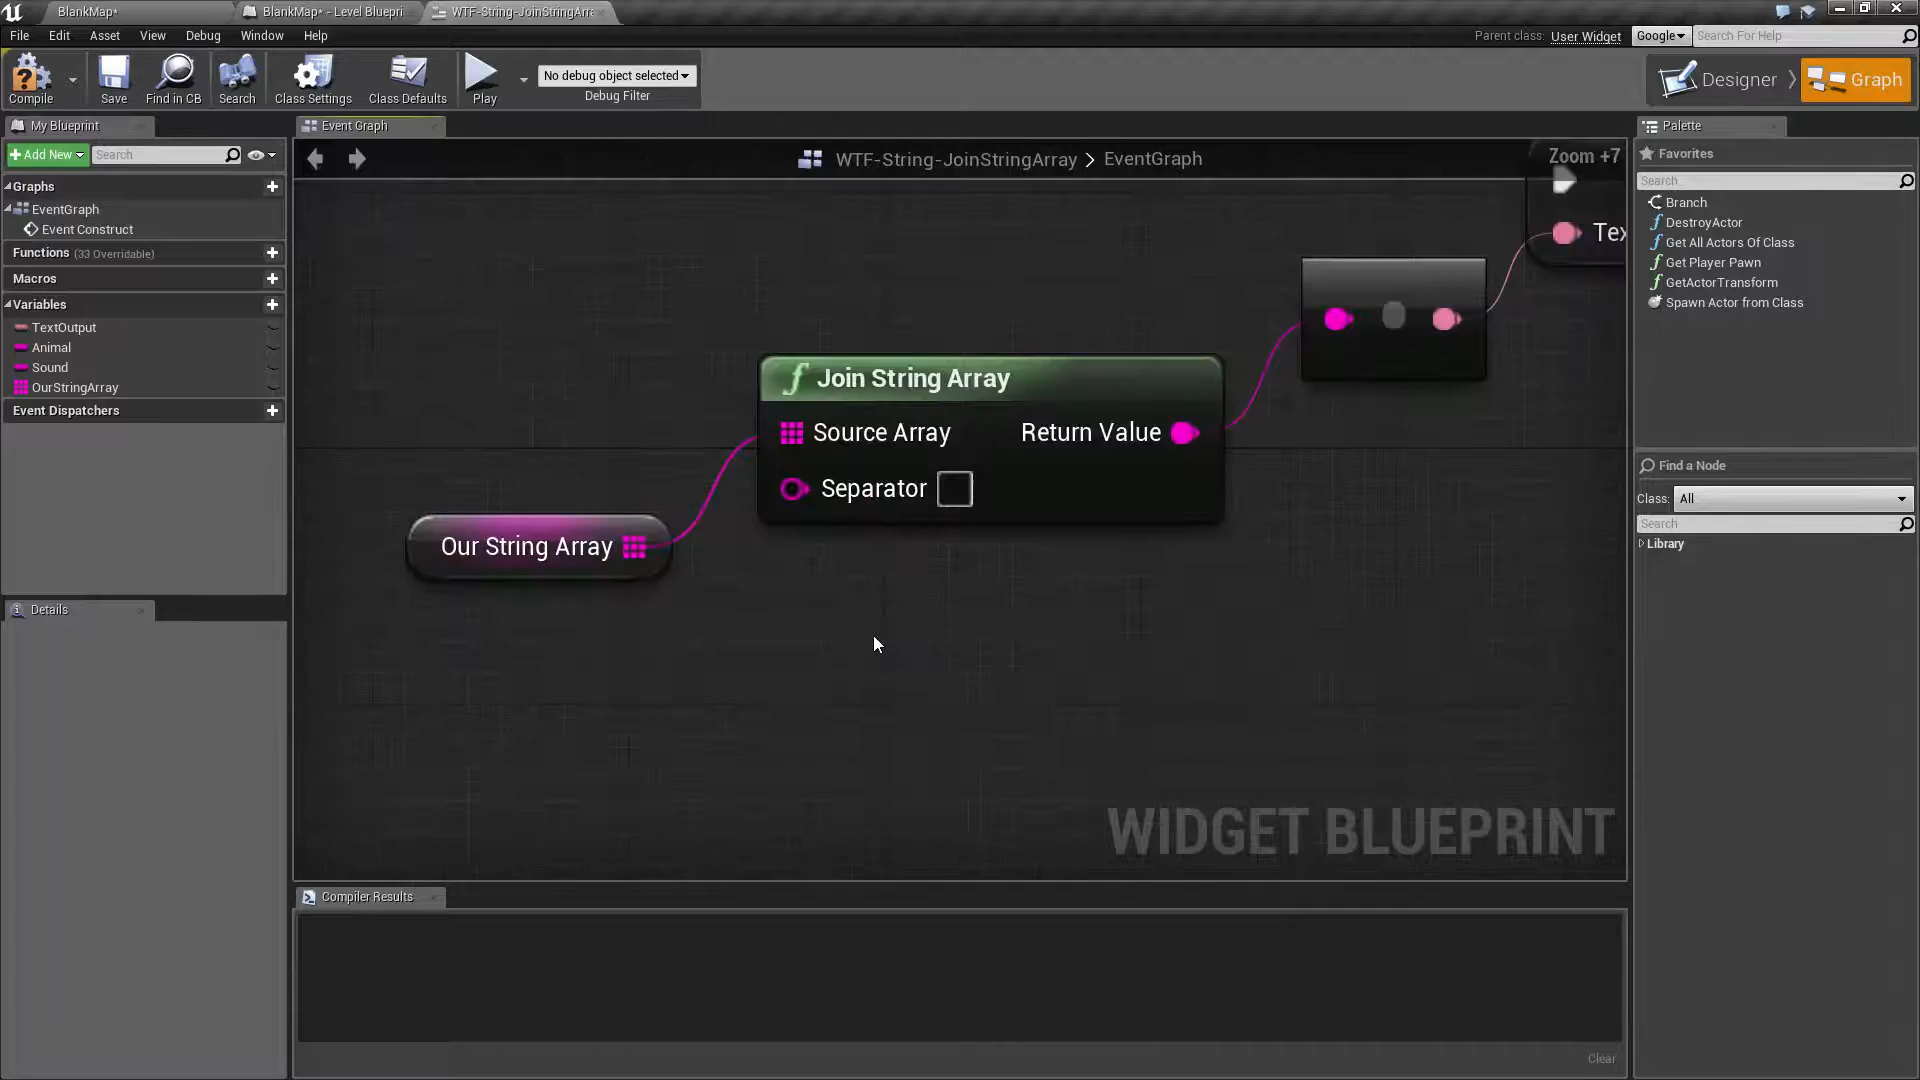 BlankMap*
BlankMap* - Level Bluepri
WTF-String-JoinStringArr
File Edit Asset View Debug Window Help
Parent class: User Widget
Google
Search For Help
Compile
Save
Find in CB
Search
Class Settings
Class Defaults
Play
No debug object selected
Debug Filter
Designer
Graph
My Blueprint
Add New
Search
Graphs
EventGraph
Event Construct
Functions (33 Overridable)
Macros
Variables
TextOutput
Animal
Sound
OurStringArray
Event Dispatchers
Details
Event Graph
WTF-String-JoinStringArray > EventGraph
Zoom +7
Tex
Join String Array
Source Array
Return Value
Separator
Our String Array
WIDGET BLUEPRINT
Compiler Results
Clear
Palette
Favorites
Search
Branch
DestroyActor
Get All Actors Of Class
Get Player Pawn
GetActorTransform
Spawn Actor from Class
Find a Node
Class: All
Search
Library